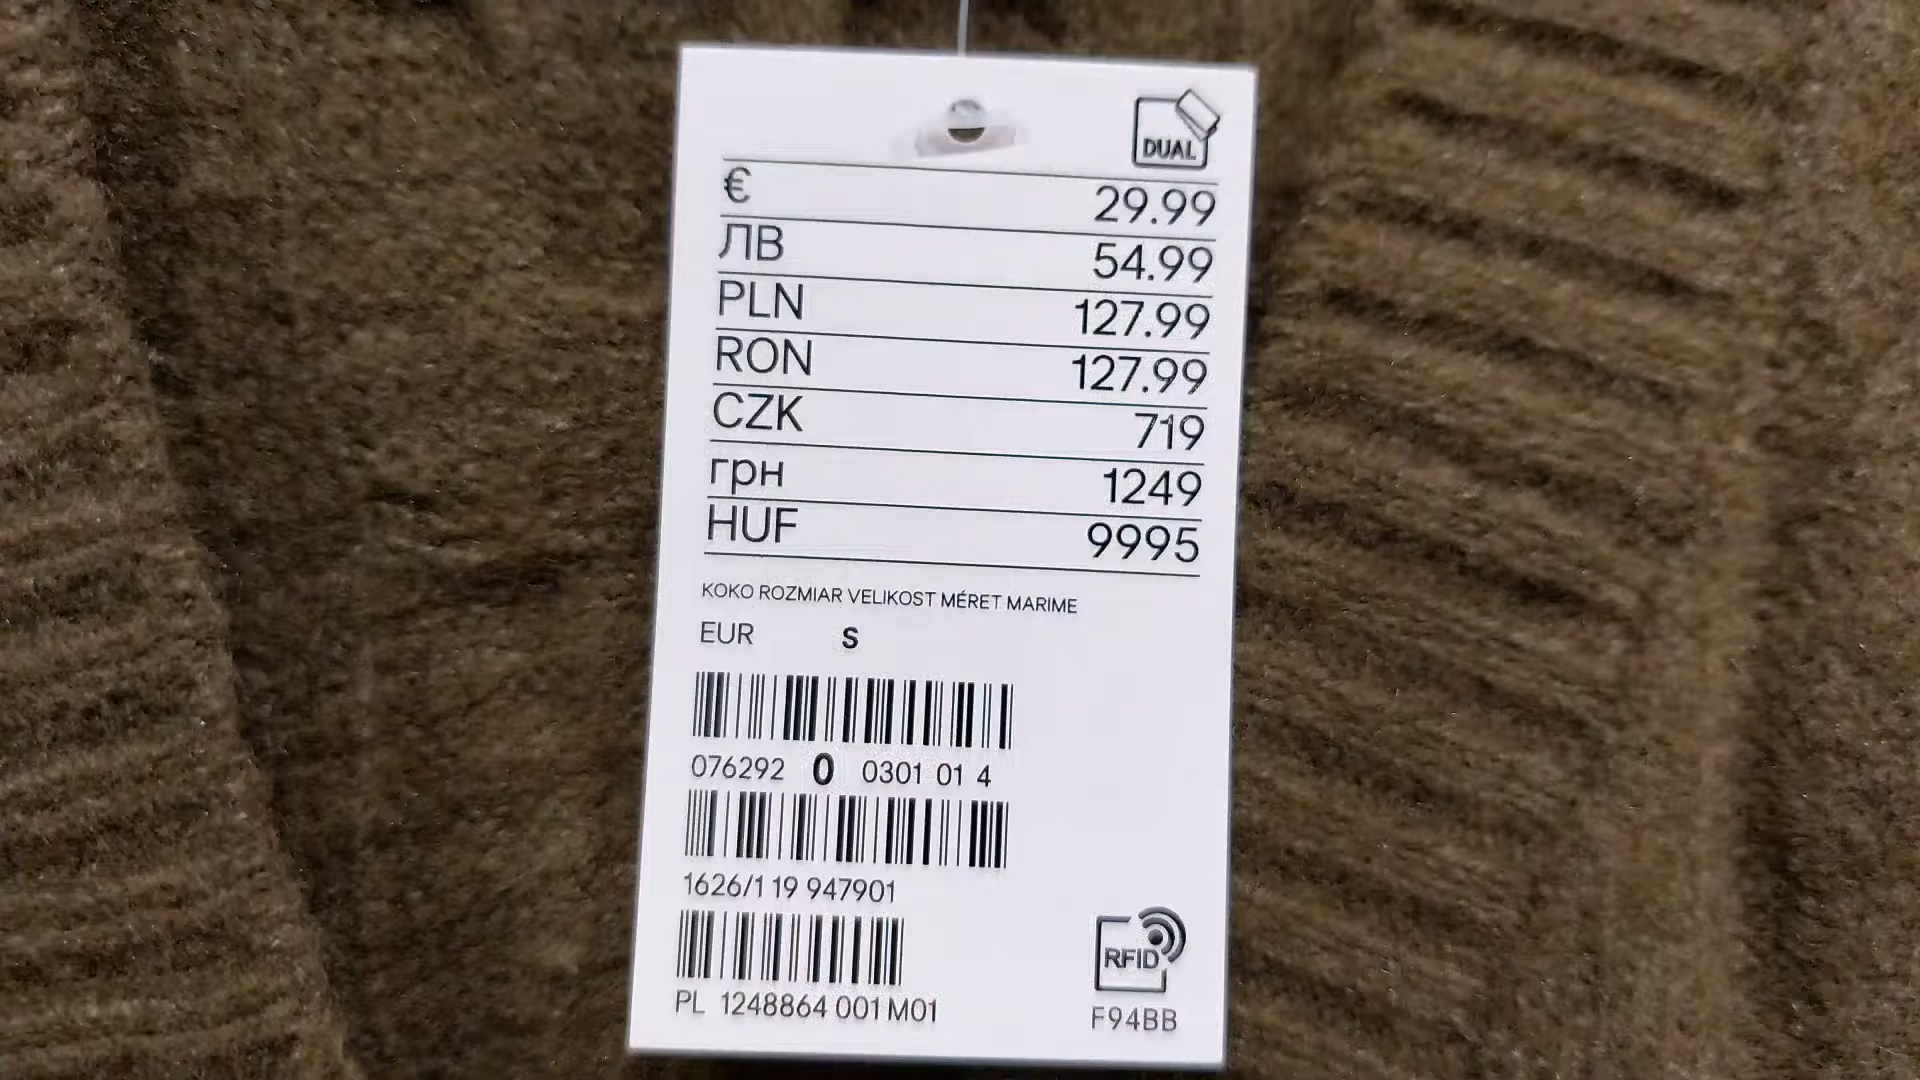 DUAL
€ 29.99
ЛВ 54.99
PLN 127.99
RON 127.99
CZK 719
грн 1249
HUF 9995
KOKO ROZMIAR VELIKOST MÉRET MARIME
EUR S
076292 0 0301 01 4
1626/1 19 947901
RFID
PL 1248864 001 M01
F94BB